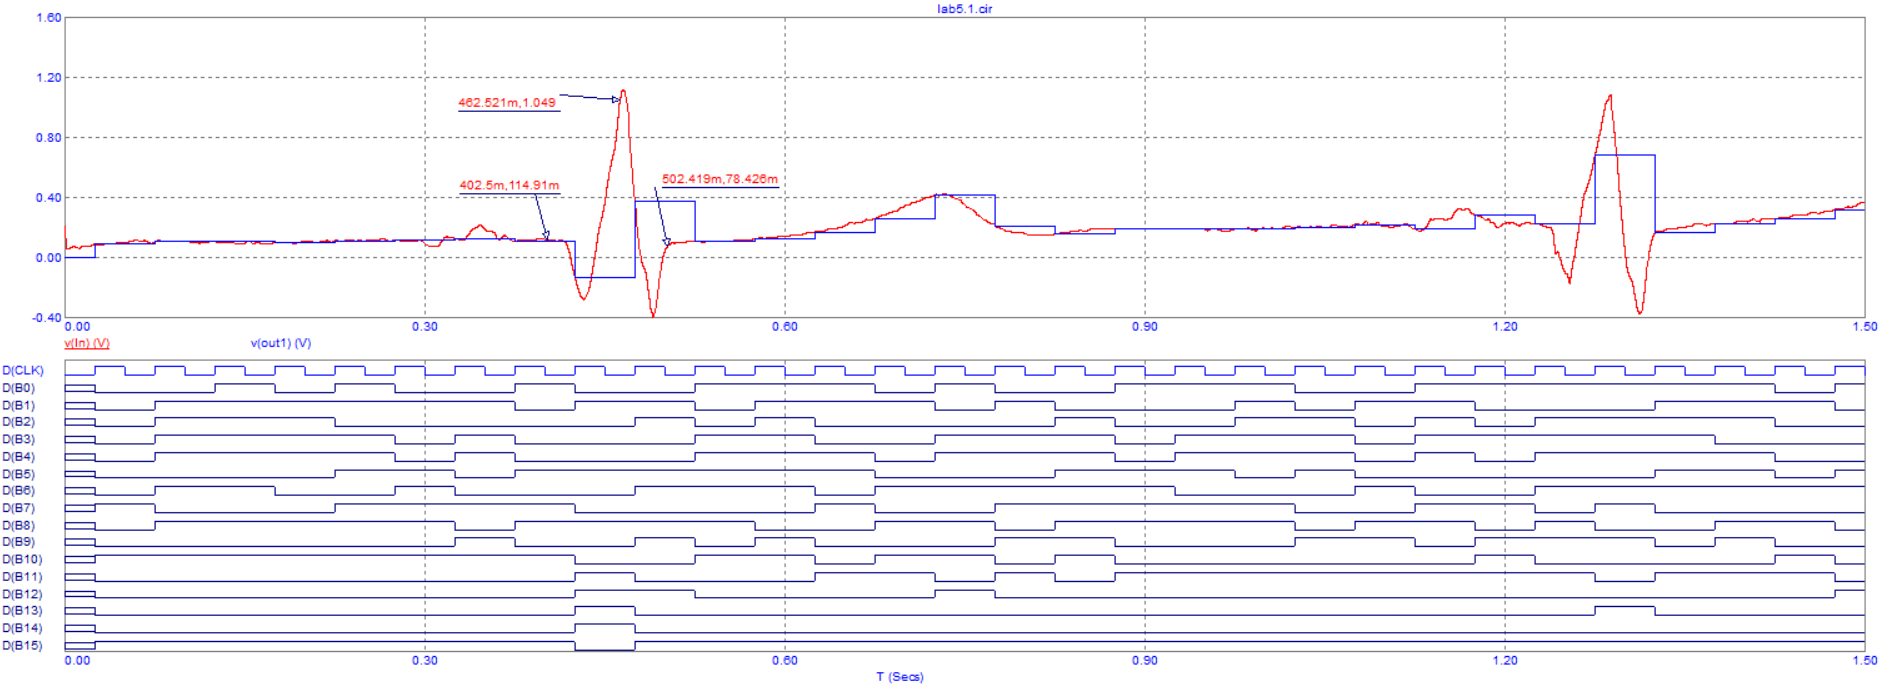 lab5.1.cir
1.60
1.20
462.521m,1.049
0.80
402.5m,114.91m
502.419m,78.426m
0.40
0.00
-0.40
0.00 0.30 0.60 0.90 1.20 1.50
v(In) (V) v(out1) (V)
D(CLK)
D(B0)
D(B1)
D(B2)
D(B3)
D(B4)
D(B5)
D(B6)
D(B7)
D(B8)
D(B9)
D(B10)
D(B11)
D(B12)
D(B13)
D(B14)
D(B15)
0.00 0.30 0.60 0.90 1.20 1.50
T (Secs)